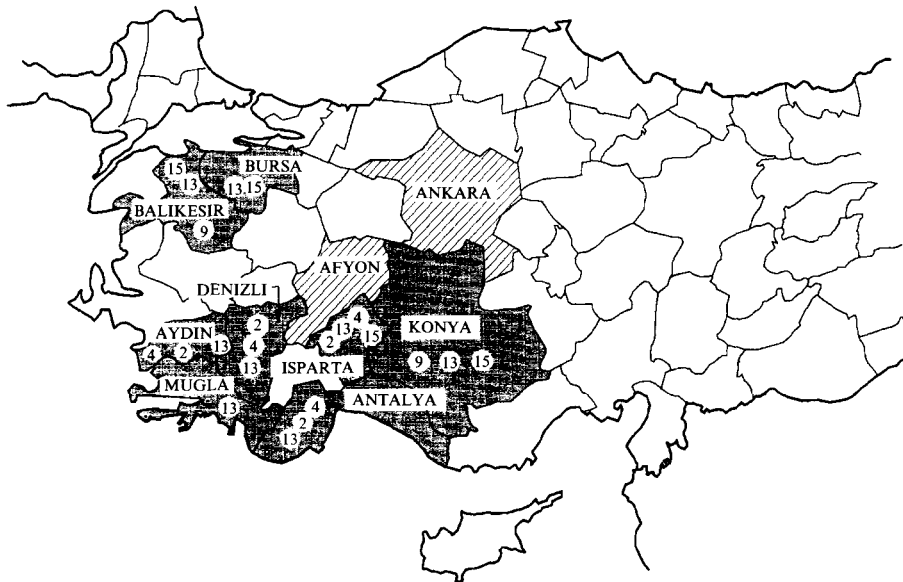 BURSA
15
13
13
15
ANKARA
BALIKESIR
9
AFYON
DENIZLI
2
4
13
AYDIN
4
2
13
4
13
2
15
KONYA
9
13
15
ISPARTA
MUGLA
13
ANTALYA
13
4
2
13